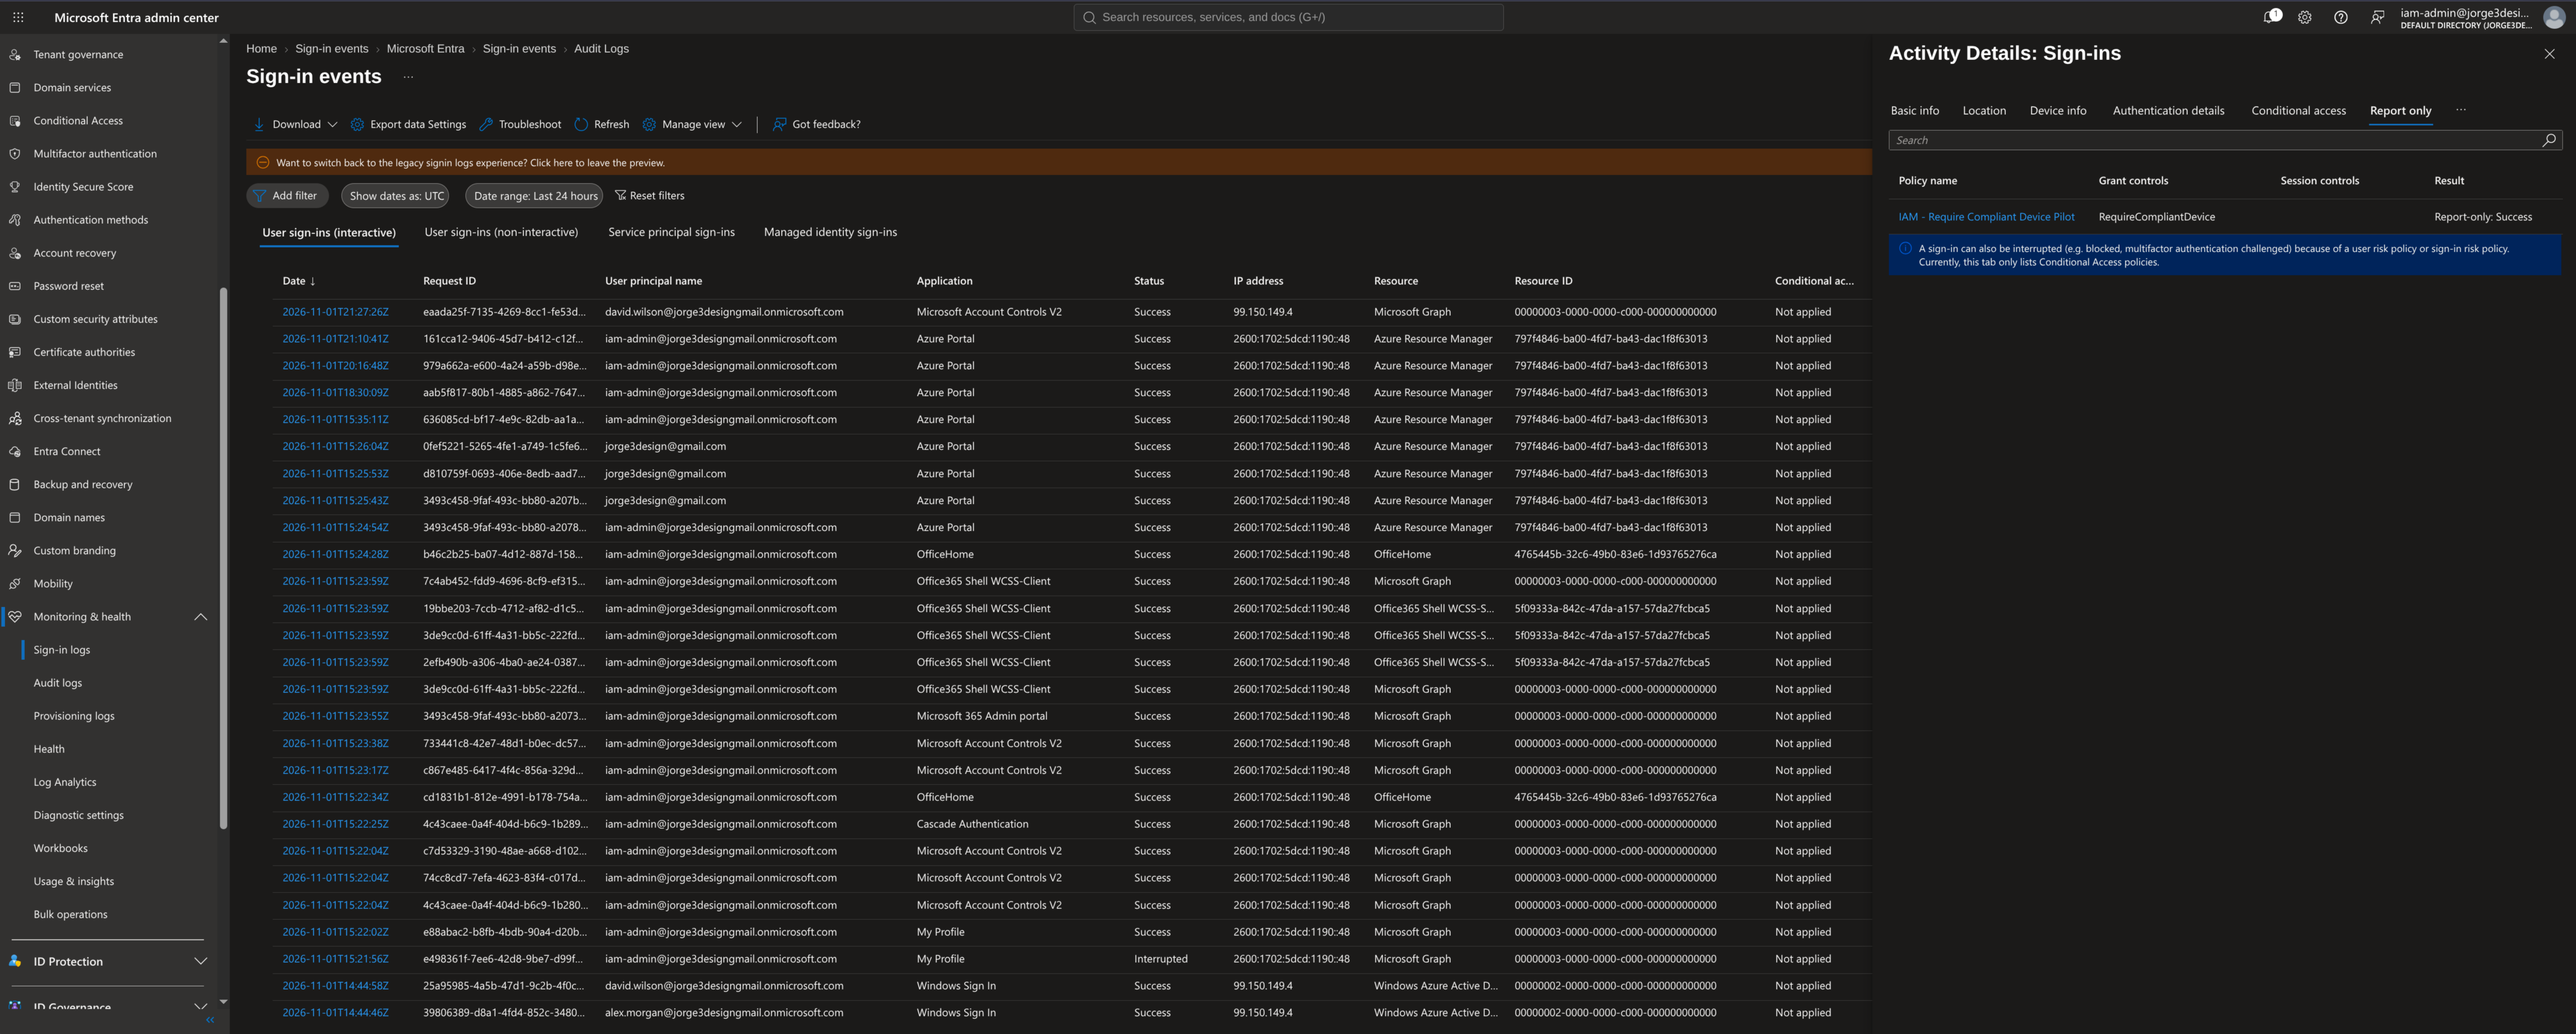 Microsoft Entra admin center
Search resources, services, and docs (G+/)
1
iam-admin@jorge3desi...
DEFAULT DIRECTORY (JORGE3DE...
Tenant governance
Domain services
Conditional Access
Multifactor authentication
Identity Secure Score
Authentication methods
Account recovery
Password reset
Custom security attributes
Certificate authorities
External Identities
Cross-tenant synchronization
Entra Connect
Backup and recovery
Domain names
Custom branding
Mobility
Monitoring & health
Sign-in logs
Audit logs
Provisioning logs
Health
Log Analytics
Diagnostic settings
Workbooks
Usage & insights
Bulk operations
ID Protection
ID Governance
Home › Sign-in events › Microsoft Entra › Sign-in events › Audit Logs
Sign-in events ...
Download Export data Settings Troubleshoot Refresh Manage view | Got feedback?
Want to switch back to the legacy signin logs experience? Click here to leave the preview.
Add filter Show dates as: UTC Date range: Last 24 hours Reset filters
User sign-ins (interactive) User sign-ins (non-interactive) Service principal sign-ins Managed identity sign-ins
Date ↓ Request ID User principal name Application Status IP address Resource Resource ID Conditional ac...
2026-11-01T21:27:26Z eaada25f-7135-4269-8cc1-fe53d... david.wilson@jorge3designgmail.onmicrosoft.com Microsoft Account Controls V2 Success 99.150.149.4 Microsoft Graph 00000003-0000-0000-c000-000000000000 Not applied
2026-11-01T21:10:41Z 161cca12-9406-45d7-b412-c12f... iam-admin@jorge3designgmail.onmicrosoft.com Azure Portal Success 2600:1702:5dcd:1190::48 Azure Resource Manager 797f4846-ba00-4fd7-ba43-dac1f8f63013 Not applied
2026-11-01T20:16:48Z 979a662a-e600-4a24-a59b-d98e... iam-admin@jorge3designgmail.onmicrosoft.com Azure Portal Success 2600:1702:5dcd:1190::48 Azure Resource Manager 797f4846-ba00-4fd7-ba43-dac1f8f63013 Not applied
2026-11-01T18:30:09Z aab5f817-80b1-4885-a862-7647... iam-admin@jorge3designgmail.onmicrosoft.com Azure Portal Success 2600:1702:5dcd:1190::48 Azure Resource Manager 797f4846-ba00-4fd7-ba43-dac1f8f63013 Not applied
2026-11-01T15:35:11Z 636085cd-bf17-4e9c-82db-aa1a... iam-admin@jorge3designgmail.onmicrosoft.com Azure Portal Success 2600:1702:5dcd:1190::48 Azure Resource Manager 797f4846-ba00-4fd7-ba43-dac1f8f63013 Not applied
2026-11-01T15:26:04Z 0fef5221-5265-4fe1-a749-1c5fe6... jorge3design@gmail.com Azure Portal Success 2600:1702:5dcd:1190::48 Azure Resource Manager 797f4846-ba00-4fd7-ba43-dac1f8f63013 Not applied
2026-11-01T15:25:53Z d810759f-0693-406e-8edb-aad7... jorge3design@gmail.com Azure Portal Success 2600:1702:5dcd:1190::48 Azure Resource Manager 797f4846-ba00-4fd7-ba43-dac1f8f63013 Not applied
2026-11-01T15:25:43Z 3493c458-9faf-493c-bb80-a207b... jorge3design@gmail.com Azure Portal Success 2600:1702:5dcd:1190::48 Azure Resource Manager 797f4846-ba00-4fd7-ba43-dac1f8f63013 Not applied
2026-11-01T15:24:54Z 3493c458-9faf-493c-bb80-a2078... iam-admin@jorge3designgmail.onmicrosoft.com Azure Portal Success 2600:1702:5dcd:1190::48 Azure Resource Manager 797f4846-ba00-4fd7-ba43-dac1f8f63013 Not applied
2026-11-01T15:24:28Z b46c2b25-ba07-4d12-887d-158... iam-admin@jorge3designgmail.onmicrosoft.com OfficeHome Success 2600:1702:5dcd:1190::48 OfficeHome 4765445b-32c6-49b0-83e6-1d93765276ca Not applied
2026-11-01T15:23:59Z 7c4ab452-fdd9-4696-8cf9-ef315... iam-admin@jorge3designgmail.onmicrosoft.com Office365 Shell WCSS-Client Success 2600:1702:5dcd:1190::48 Microsoft Graph 00000003-0000-0000-c000-000000000000 Not applied
2026-11-01T15:23:59Z 19bbe203-7ccb-4712-af82-d1c5... iam-admin@jorge3designgmail.onmicrosoft.com Office365 Shell WCSS-Client Success 2600:1702:5dcd:1190::48 Office365 Shell WCSS-S... 5f09333a-842c-47da-a157-57da27fcbca5 Not applied
2026-11-01T15:23:59Z 3de9cc0d-61ff-4a31-bb5c-222fd... iam-admin@jorge3designgmail.onmicrosoft.com Office365 Shell WCSS-Client Success 2600:1702:5dcd:1190::48 Office365 Shell WCSS-S... 5f09333a-842c-47da-a157-57da27fcbca5 Not applied
2026-11-01T15:23:59Z 2efb490b-a306-4ba0-ae24-0387... iam-admin@jorge3designgmail.onmicrosoft.com Office365 Shell WCSS-Client Success 2600:1702:5dcd:1190::48 Office365 Shell WCSS-S... 5f09333a-842c-47da-a157-57da27fcbca5 Not applied
2026-11-01T15:23:59Z 3de9cc0d-61ff-4a31-bb5c-222fd... iam-admin@jorge3designgmail.onmicrosoft.com Office365 Shell WCSS-Client Success 2600:1702:5dcd:1190::48 Microsoft Graph 00000003-0000-0000-c000-000000000000 Not applied
2026-11-01T15:23:55Z 3493c458-9faf-493c-bb80-a2073... iam-admin@jorge3designgmail.onmicrosoft.com Microsoft 365 Admin portal Success 2600:1702:5dcd:1190::48 Microsoft Graph 00000003-0000-0000-c000-000000000000 Not applied
2026-11-01T15:23:38Z 733441c8-42e7-48d1-b0ec-dc57... iam-admin@jorge3designgmail.onmicrosoft.com Microsoft Account Controls V2 Success 2600:1702:5dcd:1190::48 Microsoft Graph 00000003-0000-0000-c000-000000000000 Not applied
2026-11-01T15:23:17Z c867e485-6417-4f4c-856a-329d... iam-admin@jorge3designgmail.onmicrosoft.com Microsoft Account Controls V2 Success 2600:1702:5dcd:1190::48 Microsoft Graph 00000003-0000-0000-c000-000000000000 Not applied
2026-11-01T15:22:34Z cd1831b1-812e-4991-b178-754a... iam-admin@jorge3designgmail.onmicrosoft.com OfficeHome Success 2600:1702:5dcd:1190::48 OfficeHome 4765445b-32c6-49b0-83e6-1d93765276ca Not applied
2026-11-01T15:22:25Z 4c43caee-0a4f-404d-b6c9-1b289... iam-admin@jorge3designgmail.onmicrosoft.com Cascade Authentication Success 2600:1702:5dcd:1190::48 Microsoft Graph 00000003-0000-0000-c000-000000000000 Not applied
2026-11-01T15:22:04Z c7d53329-3190-48ae-a668-d102... iam-admin@jorge3designgmail.onmicrosoft.com Microsoft Account Controls V2 Success 2600:1702:5dcd:1190::48 Microsoft Graph 00000003-0000-0000-c000-000000000000 Not applied
2026-11-01T15:22:04Z 74cc8cd7-7efa-4623-83f4-c017d... iam-admin@jorge3designgmail.onmicrosoft.com Microsoft Account Controls V2 Success 2600:1702:5dcd:1190::48 Microsoft Graph 00000003-0000-0000-c000-000000000000 Not applied
2026-11-01T15:22:04Z 4c43caee-0a4f-404d-b6c9-1b280... iam-admin@jorge3designgmail.onmicrosoft.com Microsoft Account Controls V2 Success 2600:1702:5dcd:1190::48 Microsoft Graph 00000003-0000-0000-c000-000000000000 Not applied
2026-11-01T15:22:02Z e88abac2-b8fb-4bdb-90a4-d20b... iam-admin@jorge3designgmail.onmicrosoft.com My Profile Success 2600:1702:5dcd:1190::48 Microsoft Graph 00000003-0000-0000-c000-000000000000 Not applied
2026-11-01T15:21:56Z e498361f-7ee6-42d8-9be7-d99f... iam-admin@jorge3designgmail.onmicrosoft.com My Profile Interrupted 2600:1702:5dcd:1190::48 Microsoft Graph 00000003-0000-0000-c000-000000000000 Not applied
2026-11-01T14:44:58Z 25a95985-4a5b-47d1-9c2b-4f0c... david.wilson@jorge3designgmail.onmicrosoft.com Windows Sign In Success 99.150.149.4 Windows Azure Active D... 00000002-0000-0000-c000-000000000000 Not applied
2026-11-01T14:44:46Z 39806389-d8a1-4fd4-852c-3480... alex.morgan@jorge3designgmail.onmicrosoft.com Windows Sign In Success 99.150.149.4 Windows Azure Active D... 00000002-0000-0000-c000-000000000000 Not applied
Activity Details: Sign-ins
Basic info Location Device info Authentication details Conditional access Report only ...
Search
Policy name Grant controls Session controls Result
IAM - Require Compliant Device Pilot RequireCompliantDevice Report-only: Success
A sign-in can also be interrupted (e.g. blocked, multifactor authentication challenged) because of a user risk policy or sign-in risk policy.
Currently, this tab only lists Conditional Access policies.